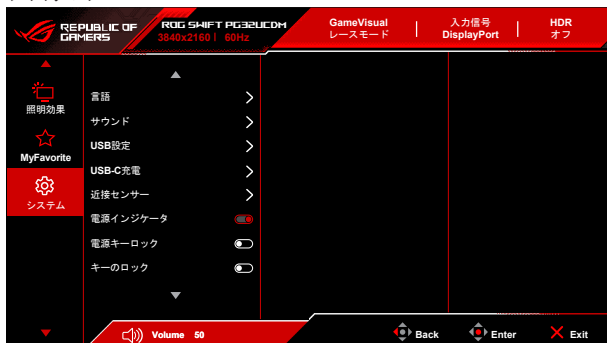 REPUBLIC OF
GAMERS
ROG SWIFT PG32UCDM
3840x2160 | 60Hz
GameVisual
レースモード
入力信号
DisplayPort
HDR
オフ
照明効果
MyFavorite
システム
言語
サウンド
USB設定
USB-C充電
近接センサー
電源インジケータ
電源キーロック
キーのロック
Volume 50
Back
Enter
Exit